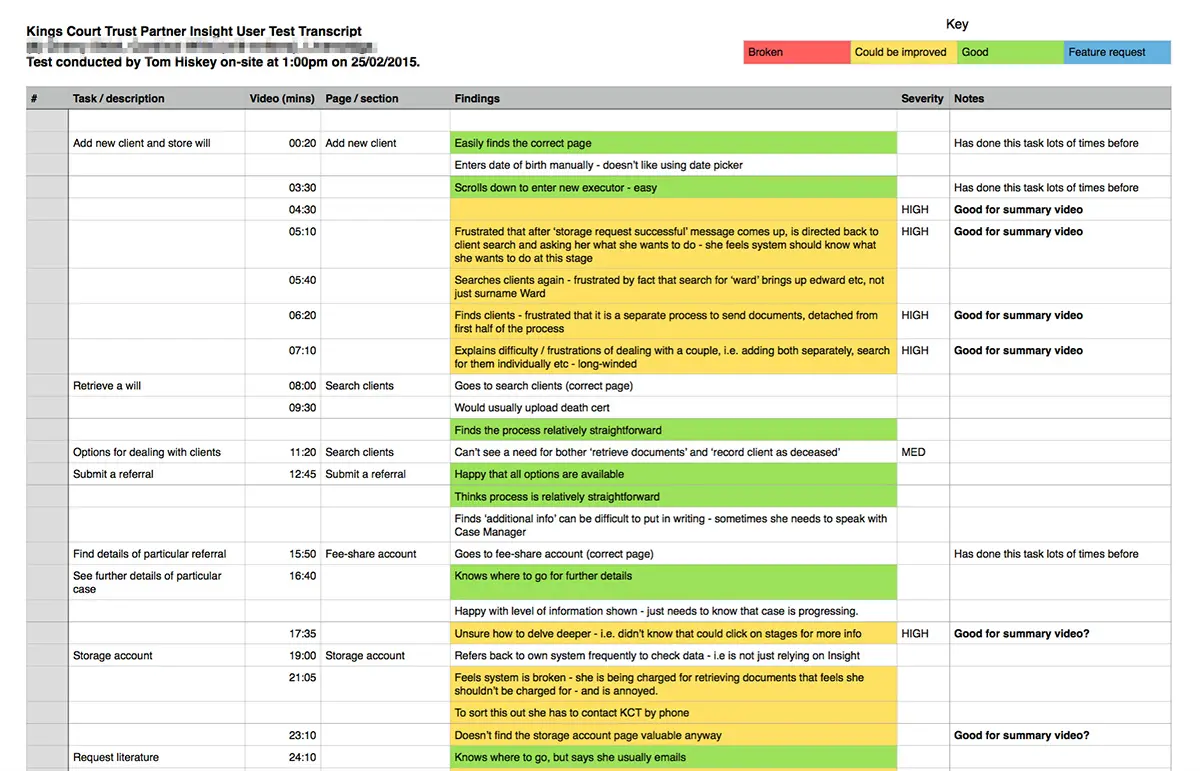 Kings Court Trust Partner Insight User Test Transcript
Key
Test conducted by Tom Hiskey on-site at 1:00pm on 25/02/2015.
Broken Could be improved Good Feature request
# Task / description Video (mins) Page / section Findings Severity Notes
Add new client and store will 00:20 Add new client Easily finds the correct page Has done this task lots of times before
Enters date of birth manually - doesn't like using date picker
03:30 Scrolls down to enter new executor - easy Has done this task lots of times before
04:30 HIGH Good for summary video
05:10 Frustrated that after 'storage request successful' message comes up, is directed back to HIGH Good for summary video
client search and asking her what she wants to do - she feels system should know what
she wants to do at this stage
05:40 Searches clients again - frustrated by fact that search for 'ward' brings up edward etc, not
just surname Ward
06:20 Finds clients - frustrated that it is a separate process to send documents, detached from HIGH Good for summary video
first half of the process
07:10 Explains difficulty / frustrations of dealing with a couple, i.e. adding both separately, search HIGH Good for summary video
for them individually etc - long-winded
Retrieve a will 08:00 Search clients Goes to search clients (correct page)
09:30 Would usually upload death cert
Finds the process relatively straightforward
Options for dealing with clients 11:20 Search clients Can't see a need for bother 'retrieve documents' and 'record client as deceased' MED
Submit a referral 12:45 Submit a referral Happy that all options are available
Thinks process is relatively straightforward
Finds 'additional info' can be difficult to put in writing - sometimes she needs to speak with
Case Manager
Find details of particular referral 15:50 Fee-share account Goes to fee-share account (correct page) Has done this task lots of times before
See further details of particular 16:40 Knows where to go for further details
case
Happy with level of information shown - just needs to know that case is progressing.
17:35 Unsure how to delve deeper - i.e. didn't know that could click on stages for more info HIGH Good for summary video?
Storage account 19:00 Storage account Refers back to own system frequently to check data - i.e is not just relying on Insight
21:05 Feels system is broken - she is being charged for retrieving documents that feels she
shouldn't be charged for - and is annoyed.
To sort this out she has to contact KCT by phone
23:10 Doesn't find the storage account page valuable anyway Good for summary video?
Request literature 24:10 Knows where to go, but says she usually emails